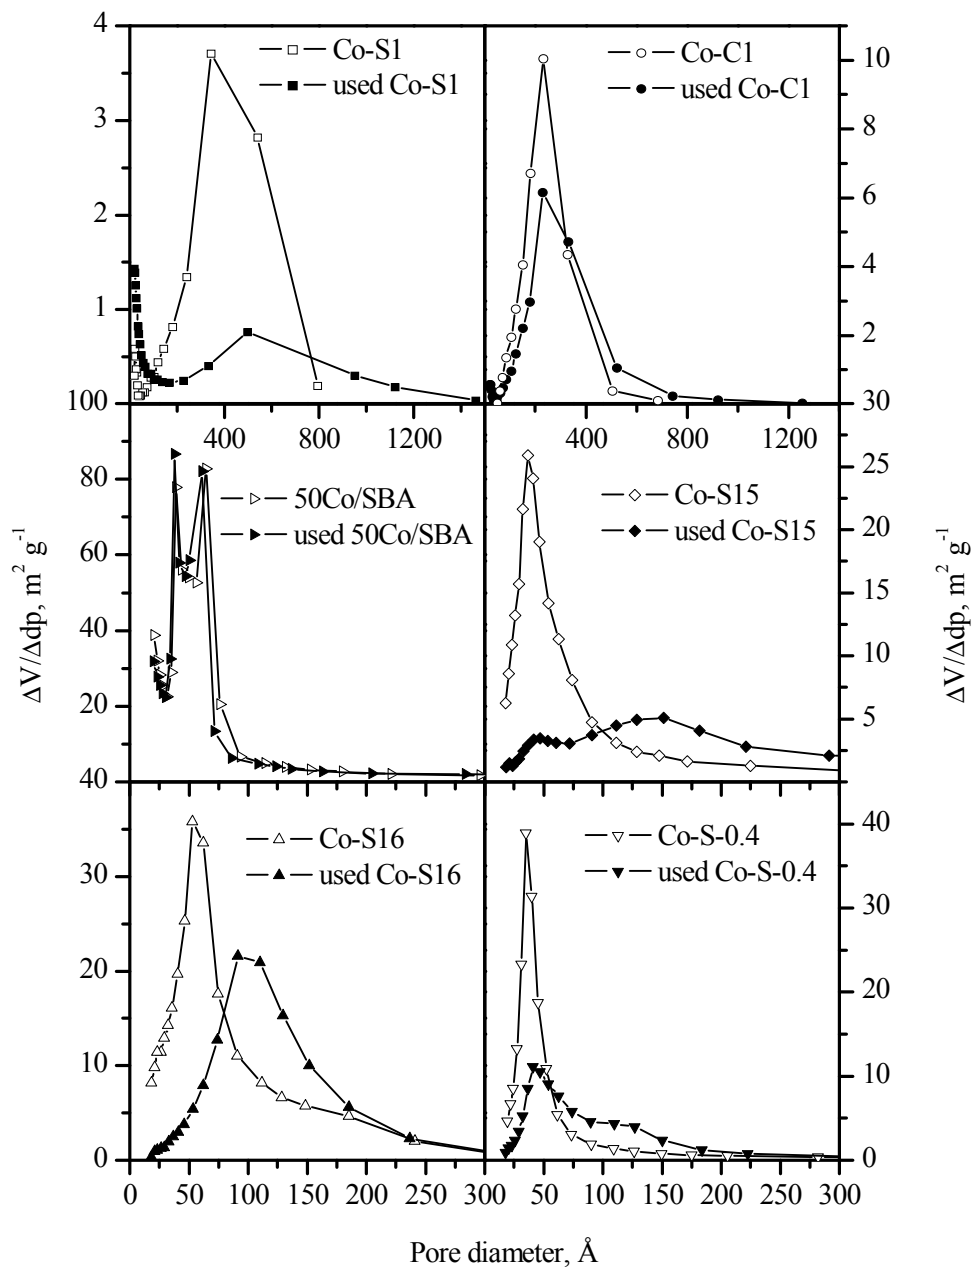 4
3
2
1
100
Co-S1
used Co-S1
400 800 1200
10
8
6
4
2
30
Co-C1
used Co-C1
400 800 1200
80
60
40
20
40
50Co/SBA
used 50Co/SBA
25
20
15
10
5
Co-S15
used Co-S15
30
20
10
0
Co-S16
used Co-S16
40
30
20
10
0
Co-S-0.4
used Co-S-0.4
0 50 100 150 200 250 300 50 100 150 200 250 300
ΔV/Δdp, m² g⁻¹
ΔV/Δdp, m² g⁻¹
Pore diameter, Å